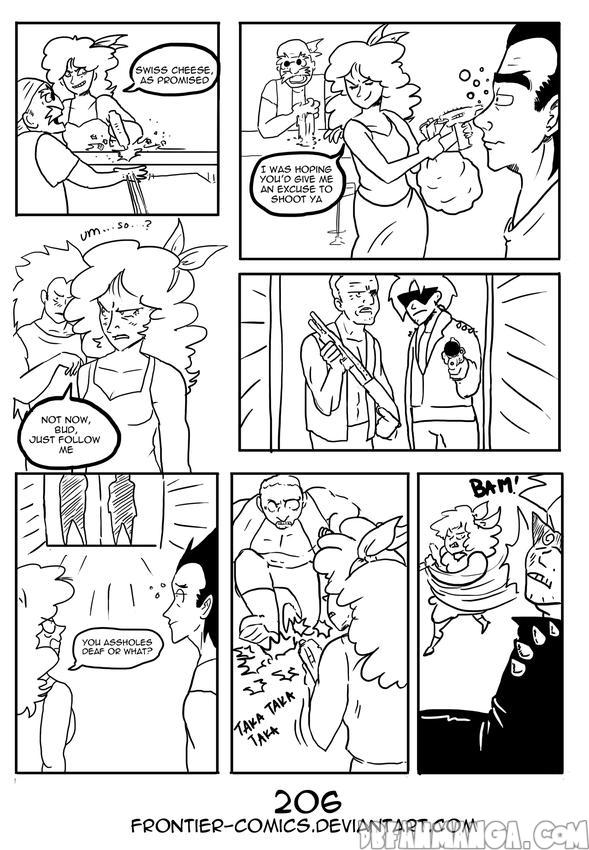 SWISS CHEESE,
AS PROMISED
I WAS HOPING
YOU'D GIVE ME
AN EXCUSE TO
SHOOT YA
um...so...?
NOT NOW,
BUD,
JUST FOLLOW
ME
YOU ASSHOLES
DEAF OR WHAT?
TAKA TAKA
TAKA
BAM!
206
FRONTIER-COMICS.DEVIANTART.COM
DBFANMANGA.COM